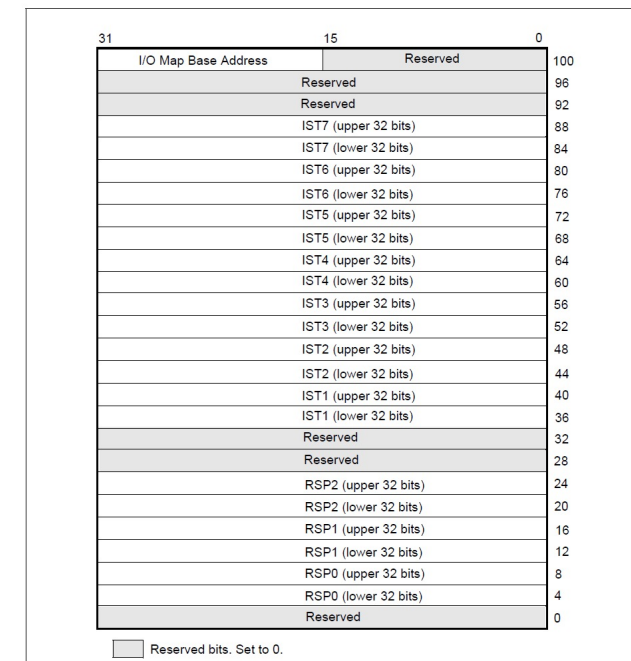 31 15 0
I/O Map Base Address Reserved 100
Reserved 96
Reserved 92
IST7 (upper 32 bits) 88
IST7 (lower 32 bits) 84
IST6 (upper 32 bits) 80
IST6 (lower 32 bits) 76
IST5 (upper 32 bits) 72
IST5 (lower 32 bits) 68
IST4 (upper 32 bits) 64
IST4 (lower 32 bits) 60
IST3 (upper 32 bits) 56
IST3 (lower 32 bits) 52
IST2 (upper 32 bits) 48
IST2 (lower 32 bits) 44
IST1 (upper 32 bits) 40
IST1 (lower 32 bits) 36
Reserved 32
Reserved 28
RSP2 (upper 32 bits) 24
RSP2 (lower 32 bits) 20
RSP1 (upper 32 bits) 16
RSP1 (lower 32 bits) 12
RSP0 (upper 32 bits) 8
RSP0 (lower 32 bits) 4
Reserved 0
Reserved bits. Set to 0.